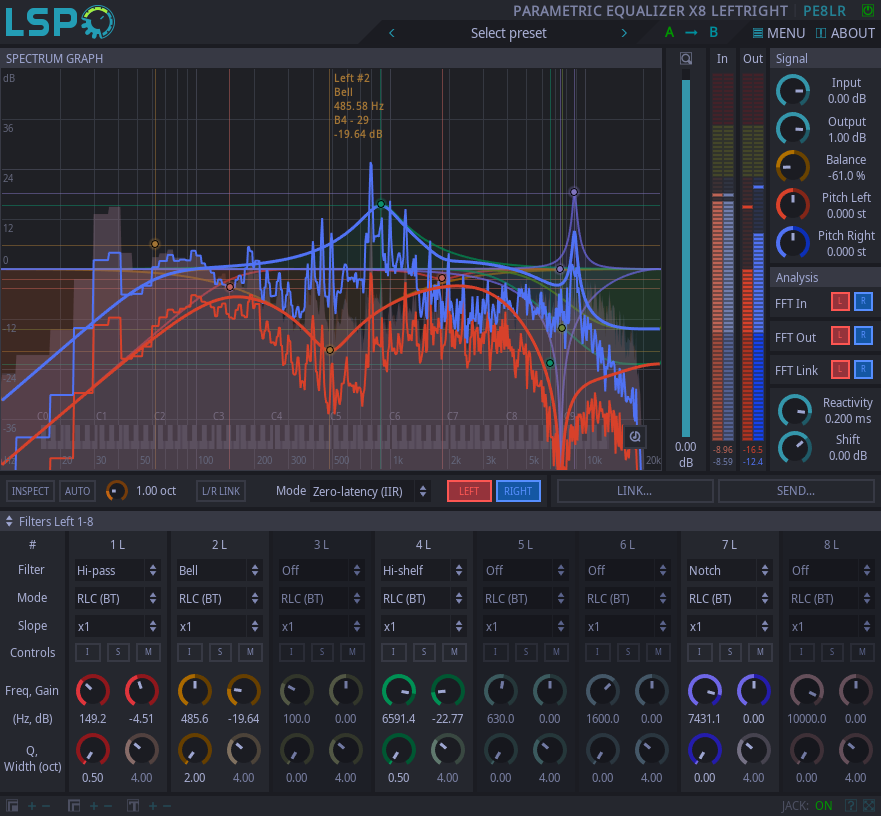 LSP
PARAMETRIC EQUALIZER X8 LEFTRIGHT PE8LR
Select preset
A → B
MENU ABOUT
SPECTRUM GRAPH
In Out
Signal
dB
36
24
12
0
-12
-24
-36
Left #2
Bell
485.58 Hz
B4 - 29
-19.64 dB
C0 C1 C2 C3 C4 C5 C6 C7 C8 C9
Hz 20 30 50 100 200 300 500 1k 2k 3k 5k 10k 20k
0.00
dB
-8.96 -16.5
-8.59 -12.4
Input
0.00 dB
Output
1.00 dB
Balance
-61.0 %
Pitch Left
0.000 st
Pitch Right
0.000 st
Analysis
FFT In L R
FFT Out L R
FFT Link L R
Reactivity
0.200 ms
Shift
0.00 dB
INSPECT AUTO 1.00 oct L/R LINK Mode Zero-latency (IIR) LEFT RIGHT LINK... SEND...
Filters Left 1-8
# 1 L 2 L 3 L 4 L 5 L 6 L 7 L 8 L
Filter Hi-pass Bell Off Hi-shelf Off Off Notch Off
Mode RLC (BT) RLC (BT) RLC (BT) RLC (BT) RLC (BT) RLC (BT) RLC (BT) RLC (BT)
Slope x1 x1 x1 x1 x1 x1 x1 x1
Controls I S M I S M I S M I S M I S M I S M I S M I S M
Freq, Gain
(Hz, dB) 149.2 -4.51 485.6 -19.64 100.0 0.00 6591.4 -22.77 630.0 0.00 1600.0 0.00 7431.1 0.00 10000.0 0.00
Q,
Width (oct)
0.50 4.00 2.00 4.00 0.00 4.00 0.50 4.00 0.00 4.00 0.00 4.00 0.00 4.00 0.00 4.00
JACK: ON ?